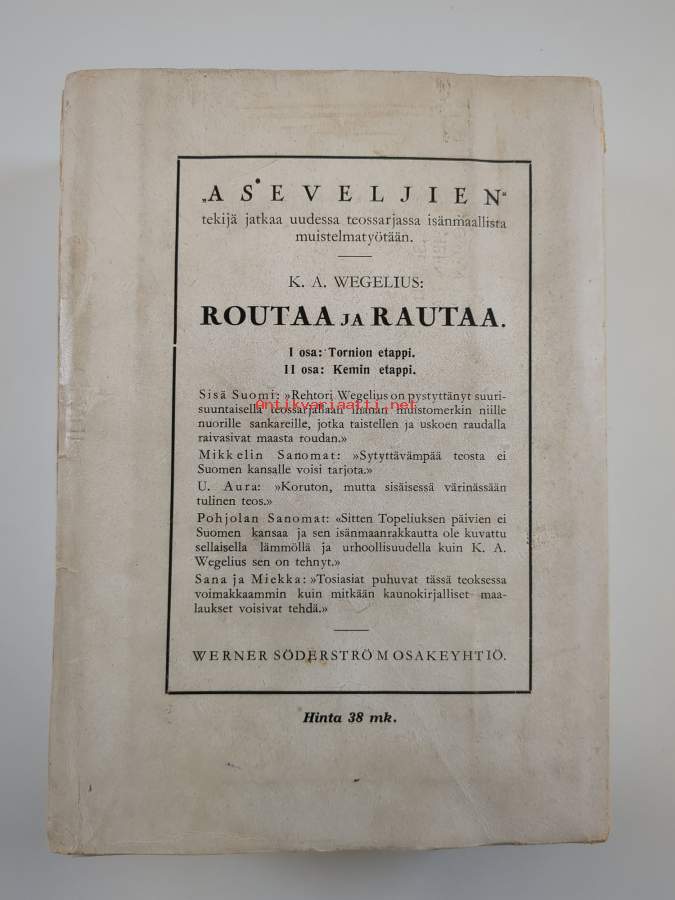 „ASEVELJIEN“
tekijä jatkaa uudessa teossarjassa isänmaallista
muistelmatyötään.
K. A. WEGELIUS:
ROUTAA JA RAUTAA.
I osa: Tornion etappi.
II osa: Kemin etappi.
Sisä Suomi: »Rehtori Wegelius on pystyttänyt suuri-
suuntaisella teossarjallaan ihanan muistomerkin niille
antikvariaatti.net
nuorille sankareille, jotka taistellen ja uskoen raudalla
raivasivat maasta roudan.»
Mikkelin Sanomat: »Sytyttävämpää teosta ei
Suomen kansalle voisi tarjota.»
U. Aura: »Koruton, mutta sisäisessä värinässään
tulinen teos.»
Pohjolan Sanomat: «Sitten Topeliuksen päivien ei
Suomen kansaa ja sen isänmaanrakkautta ole kuvattu
sellaisella lämmöllä ja urhoollisuudella kuin K. A.
Wegelius sen on tehnyt.»
Sana ja Miekka: »Tosiasiat puhuvat tässä teoksessa
voimakkaammin kuin mitkään kaunokirjalliset maa-
laukset voisivat tehdä.»
WERNER SÖDERSTRÖM OSAKEYHTIÖ.
Hinta 38 mk.